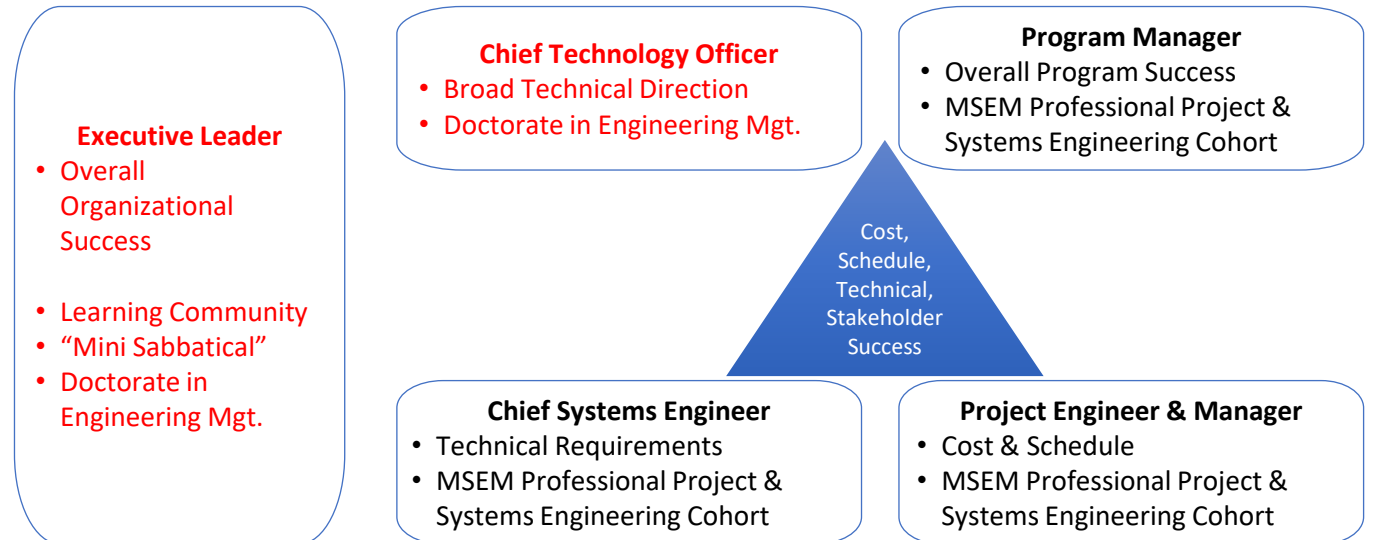 Executive Leader
• Overall
Organizational
Success
• Learning Community
• “Mini Sabbatical”
• Doctorate in
Engineering Mgt.
Chief Technology Officer
• Broad Technical Direction
• Doctorate in Engineering Mgt.
Program Manager
• Overall Program Success
• MSEM Professional Project &
Systems Engineering Cohort
Cost,
Schedule,
Technical,
Stakeholder
Success
Chief Systems Engineer
• Technical Requirements
• MSEM Professional Project &
Systems Engineering Cohort
Project Engineer & Manager
• Cost & Schedule
• MSEM Professional Project &
Systems Engineering Cohort